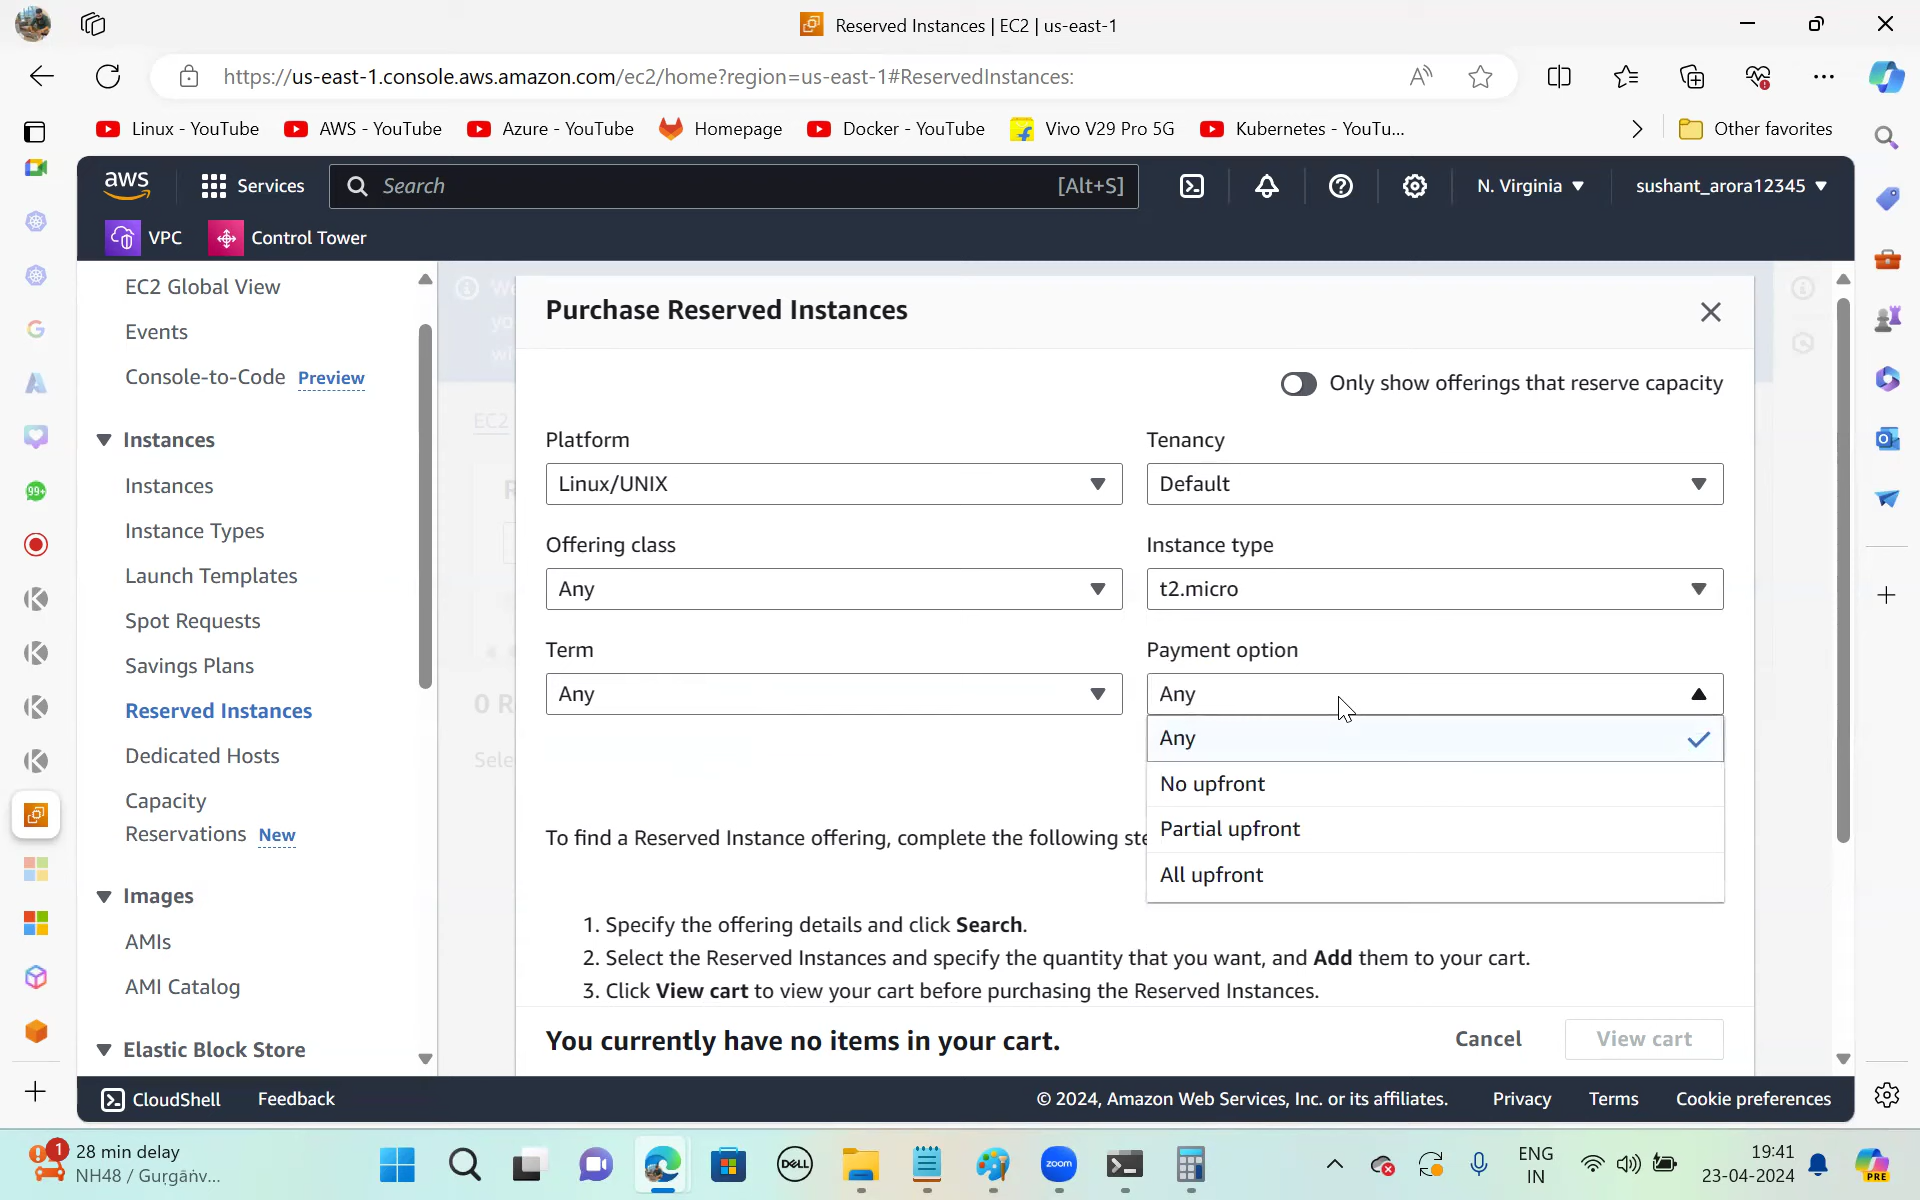 Reserved Instances | EC2 | us-east-1
https://us-east-1.console.aws.amazon.com/ec2/home?region=us-east-1#ReservedInstances:
Linux - YouTube
AWS - YouTube
Azure - YouTube
Homepage
Docker - YouTube
Vivo V29 Pro 5G
Kubernetes - YouTu...
Other favorites
aws
Services
Search
[Alt+S]
N. Virginia
sushant_arora12345
VPC
Control Tower
EC2 Global View
Events
Console-to-Code Preview
Instances
Instances
Instance Types
Launch Templates
Spot Requests
Savings Plans
Reserved Instances
Dedicated Hosts
Capacity
Reservations New
Images
AMIs
AMI Catalog
Elastic Block Store
We
EC2
0 R
Sele
Purchase Reserved Instances
Only show offerings that reserve capacity
Platform
Tenancy
Linux/UNIX
Default
Offering class
Instance type
Any
t2.micro
Term
Payment option
Any
Any
Any
No upfront
Partial upfront
All upfront
To find a Reserved Instance offering, complete the following ste
1. Specify the offering details and click Search.
2. Select the Reserved Instances and specify the quantity that you want, and Add them to your cart.
3. Click View cart to view your cart before purchasing the Reserved Instances.
You currently have no items in your cart.
Cancel
View cart
CloudShell
Feedback
© 2024, Amazon Web Services, Inc. or its affiliates.
Privacy
Terms
Cookie preferences
99+
1
28 min delay
NH48 / Gurgānv...
DELL
zoom
ENG
IN
19:41
23-04-2024
PRE